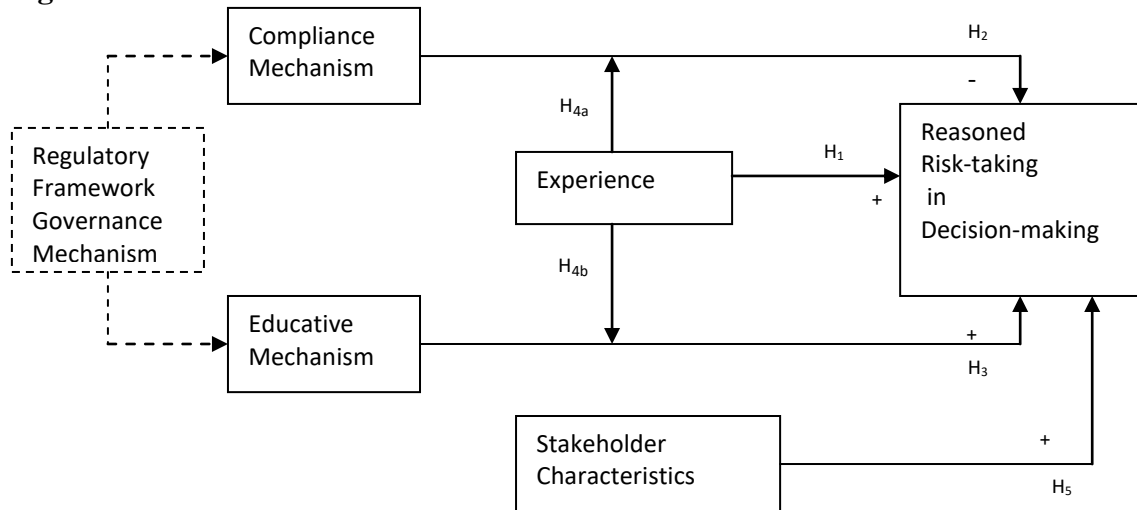 Compliance
Mechanism
H2
-
H4a
Regulatory
Framework
Governance
Mechanism
Experience
H1
+
Reasoned
Risk-taking
in
Decision-making
H4b
Educative
Mechanism
+
H3
Stakeholder
Characteristics
+
H5